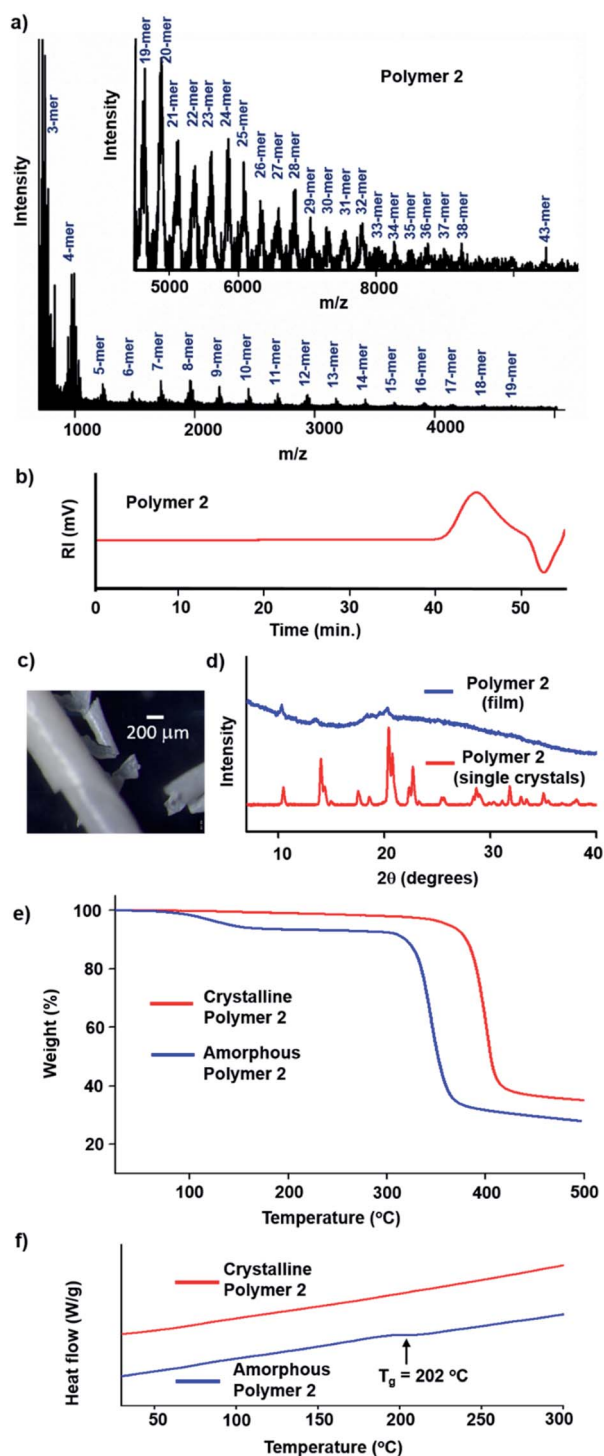 a)
Polymer 2
Intensity
3-mer
4-mer
5-mer
6-mer
7-mer
8-mer
9-mer
10-mer
11-mer
12-mer
13-mer
14-mer
15-mer
16-mer
17-mer
18-mer
19-mer
1000
2000
3000
4000
m/z
Intensity
19-mer
20-mer
21-mer
22-mer
23-mer
24-mer
25-mer
26-mer
27-mer
28-mer
29-mer
30-mer
31-mer
32-mer
33-mer
34-mer
35-mer
36-mer
37-mer
38-mer
43-mer
5000
6000
8000
m/z
b)
Polymer 2
RI (mV)
0
10
20
30
40
50
Time (min.)
c)
200 μm
d)
Intensity
Polymer 2
(film)
Polymer 2
(single crystals)
10
20
30
40
2θ (degrees)
e)
Weight (%)
100
80
60
40
20
Crystalline
Polymer 2
Amorphous
Polymer 2
100
200
300
400
500
Temperature (°C)
f)
Heat flow (W/g)
Crystalline
Polymer 2
Amorphous
Polymer 2
Tg = 202 °C
50
100
150
200
250
300
Temperature (°C)